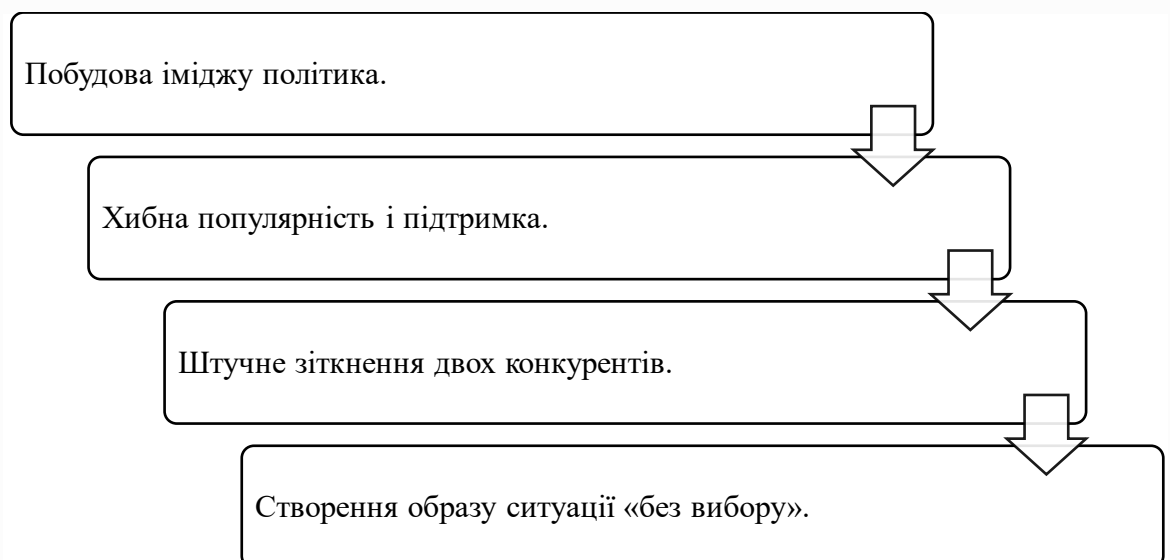 Побудова іміджу політика.
Хибна популярність і підтримка.
Штучне зіткнення двох конкурентів.
Створення образу ситуації «без вибору».